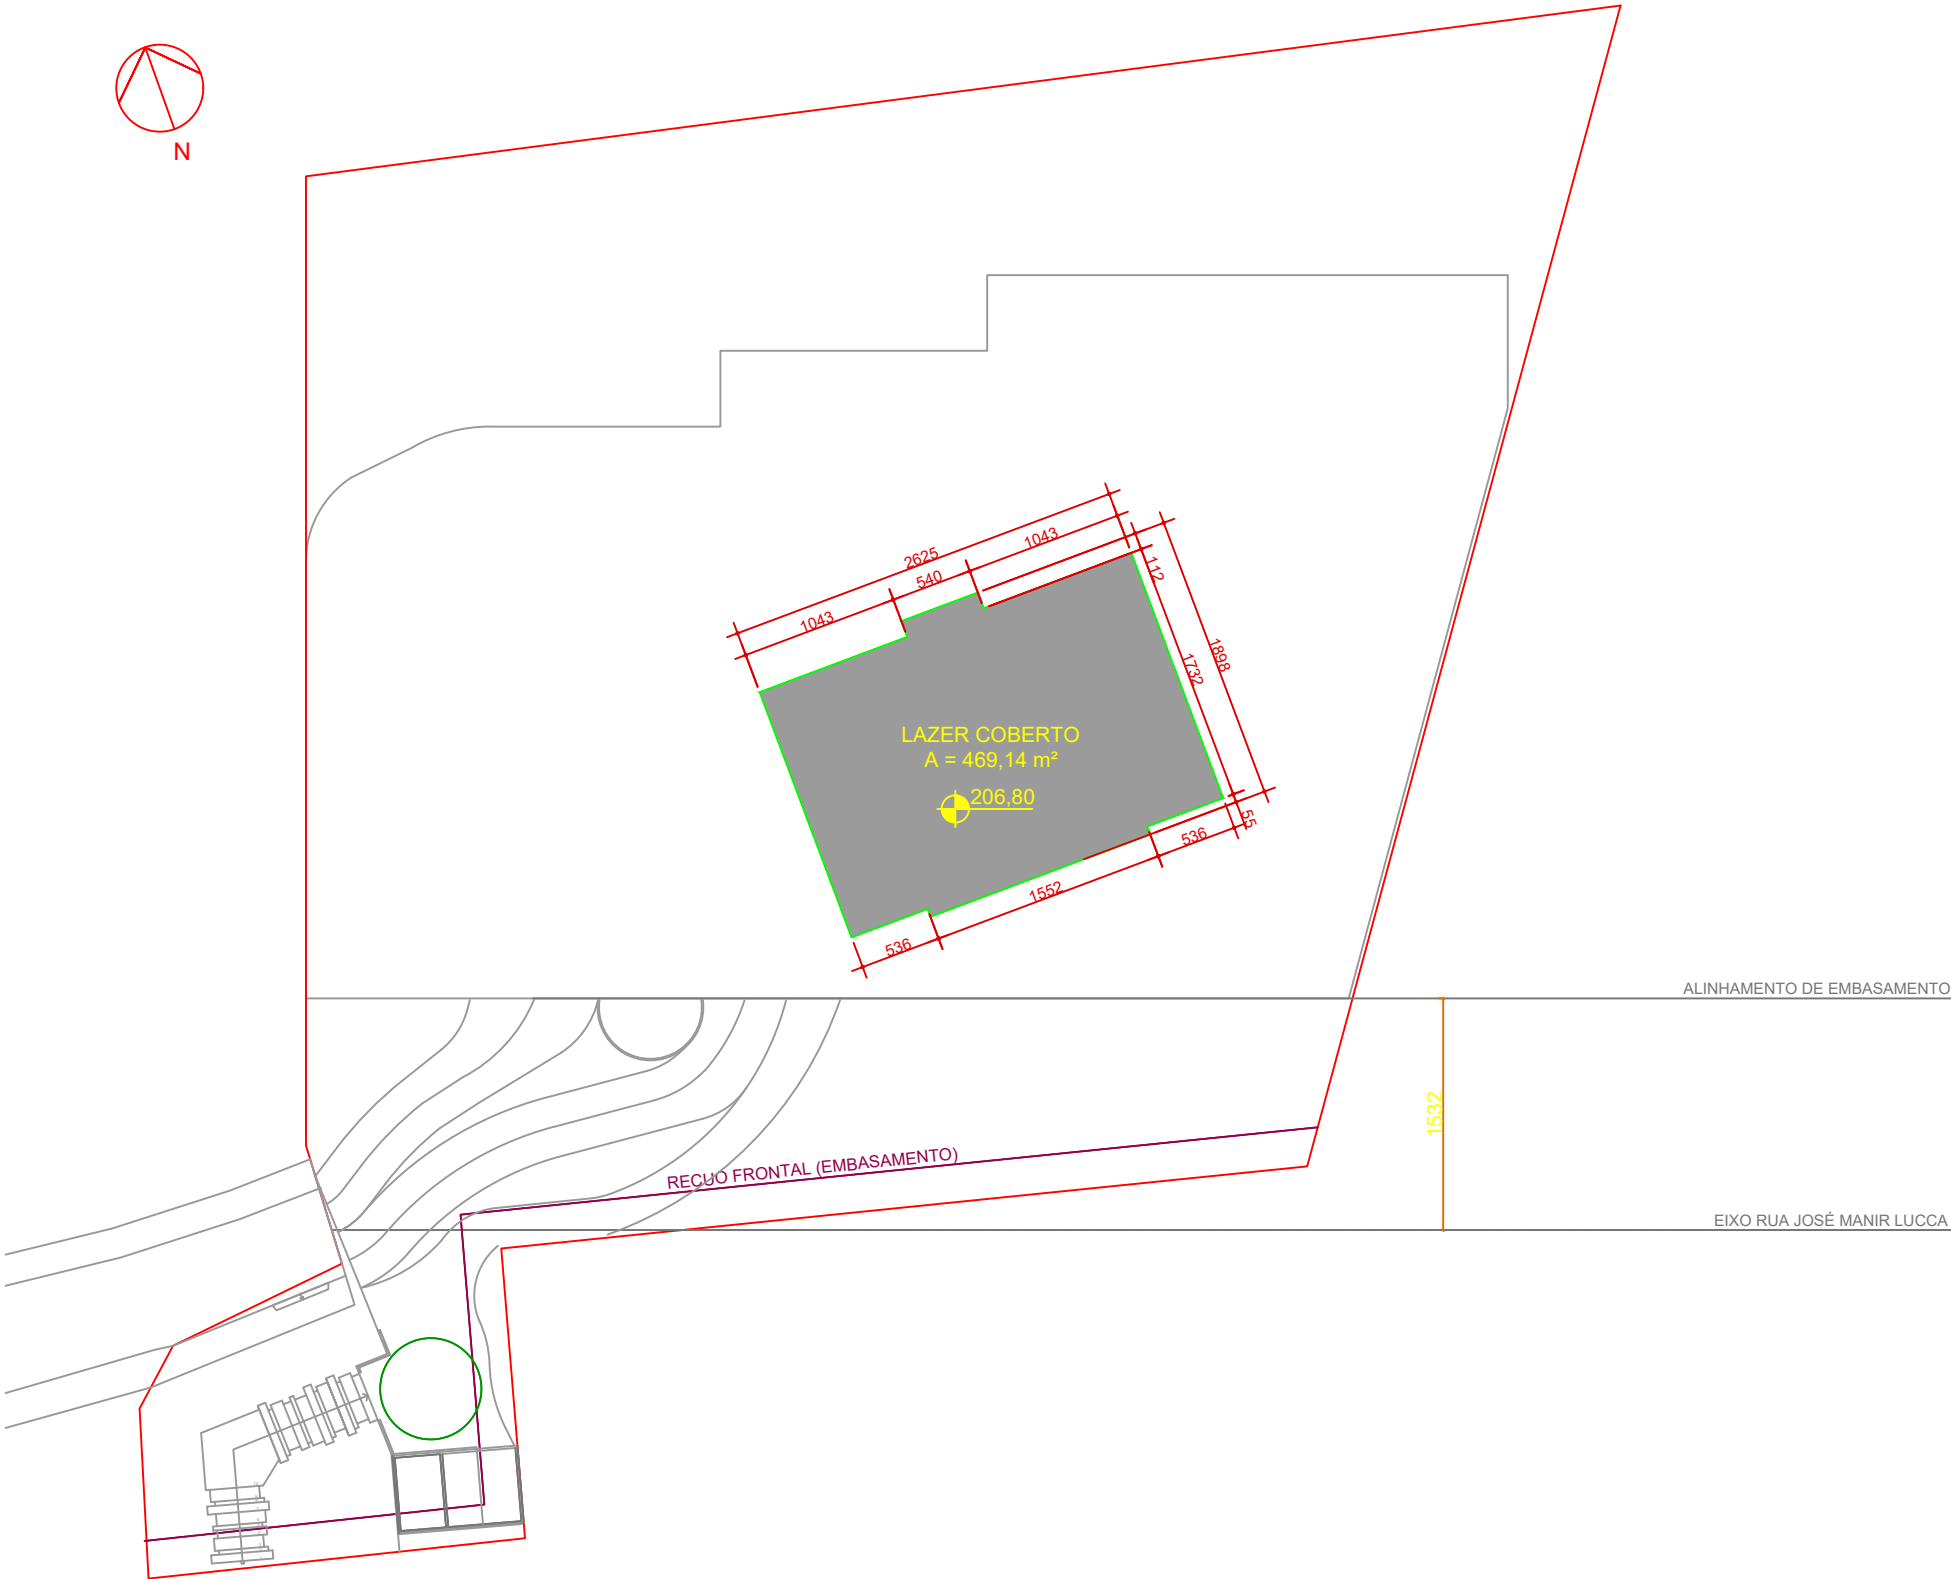 N
2625
1043
540
1043
112
1898
1732
LAZER COBERTO
A = 469,14 m²
206,80
55
536
1552
536
ALINHAMENTO DE EMBASAMENTO
1532
RECUO FRONTAL (EMBASAMENTO)
EIXO RUA JOSÉ MANIR LUCCA